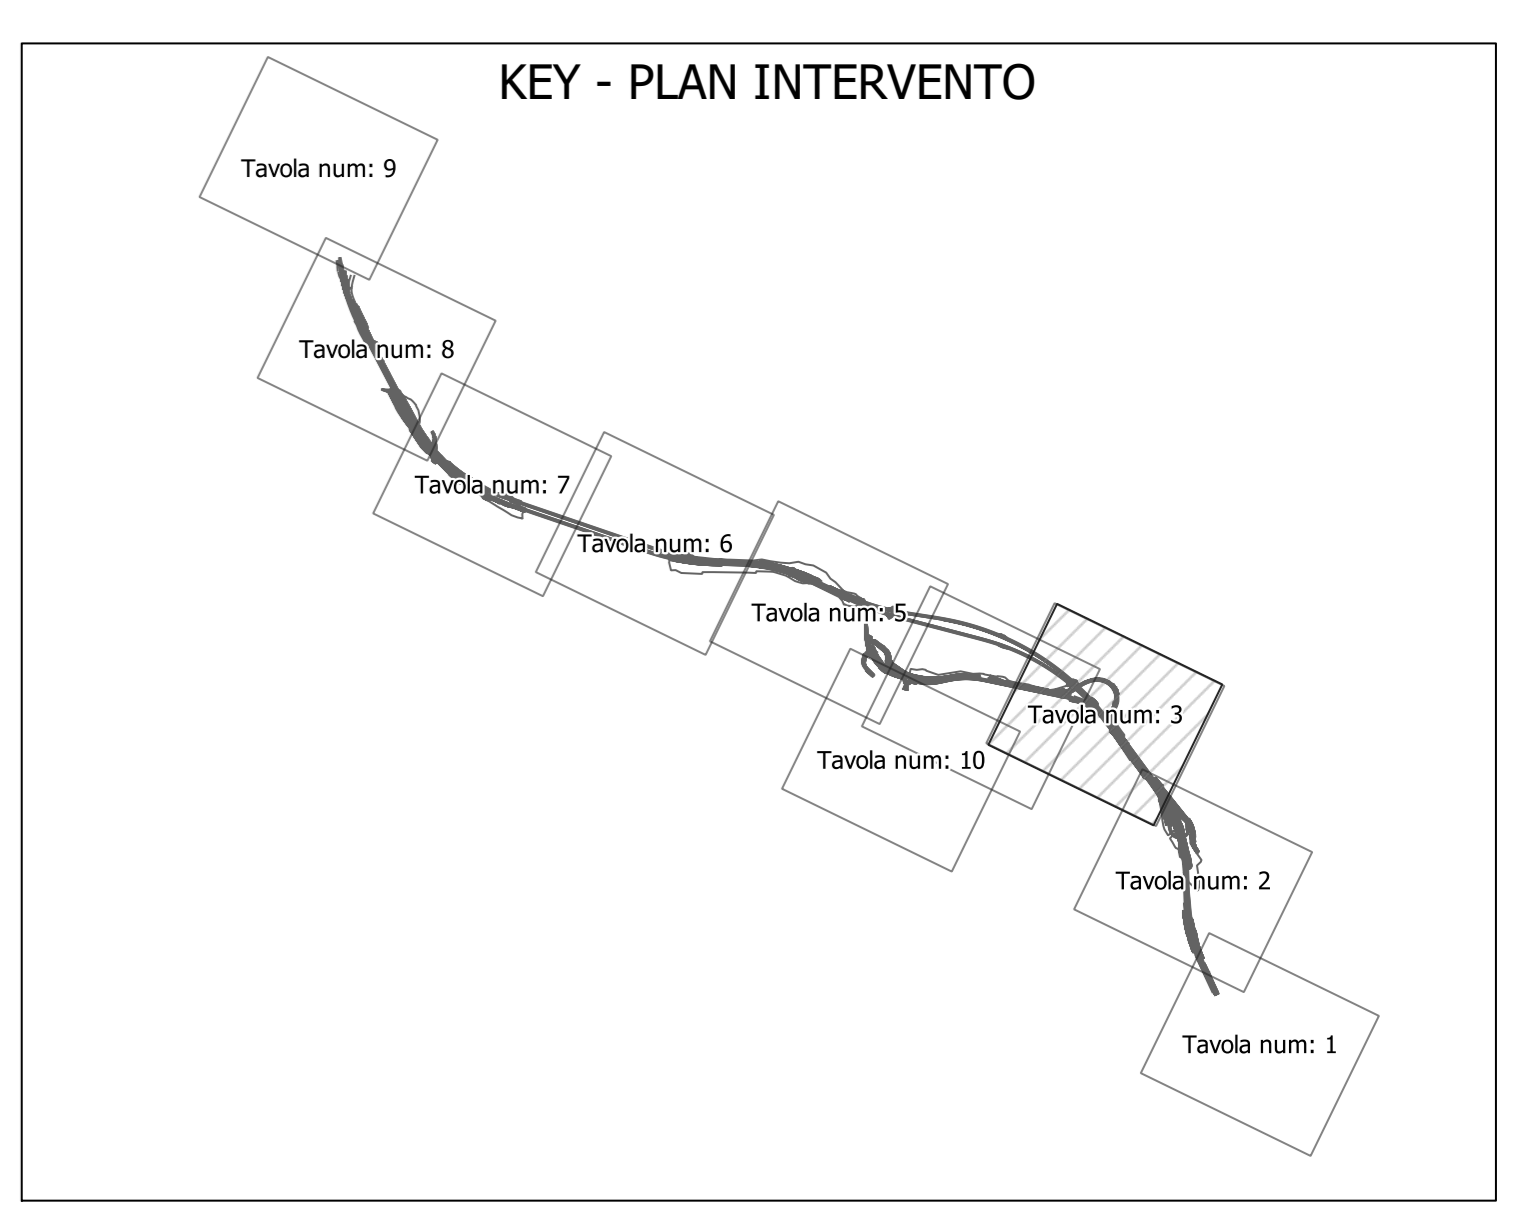 KEY - PLAN INTERVENTO
Tavola num: 9
Tavola num: 8
Tavola num: 7
Tavola num: 6
Tavola num: 5
Tavola num: 3
Tavola num: 10
Tavola num: 2
Tavola num: 1